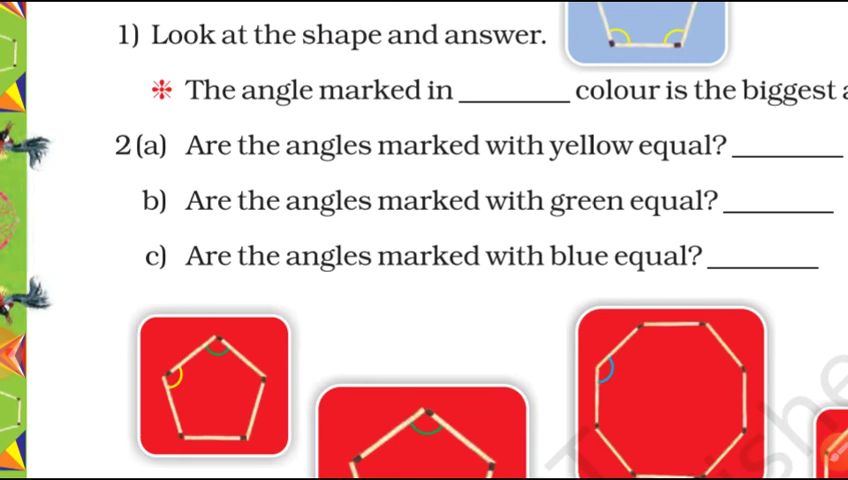 1) Look at the shape and answer.
❉ The angle marked in ________ colour is the biggest
2 (a) Are the angles marked with yellow equal? ________
b) Are the angles marked with green equal? ________
c) Are the angles marked with blue equal? ________